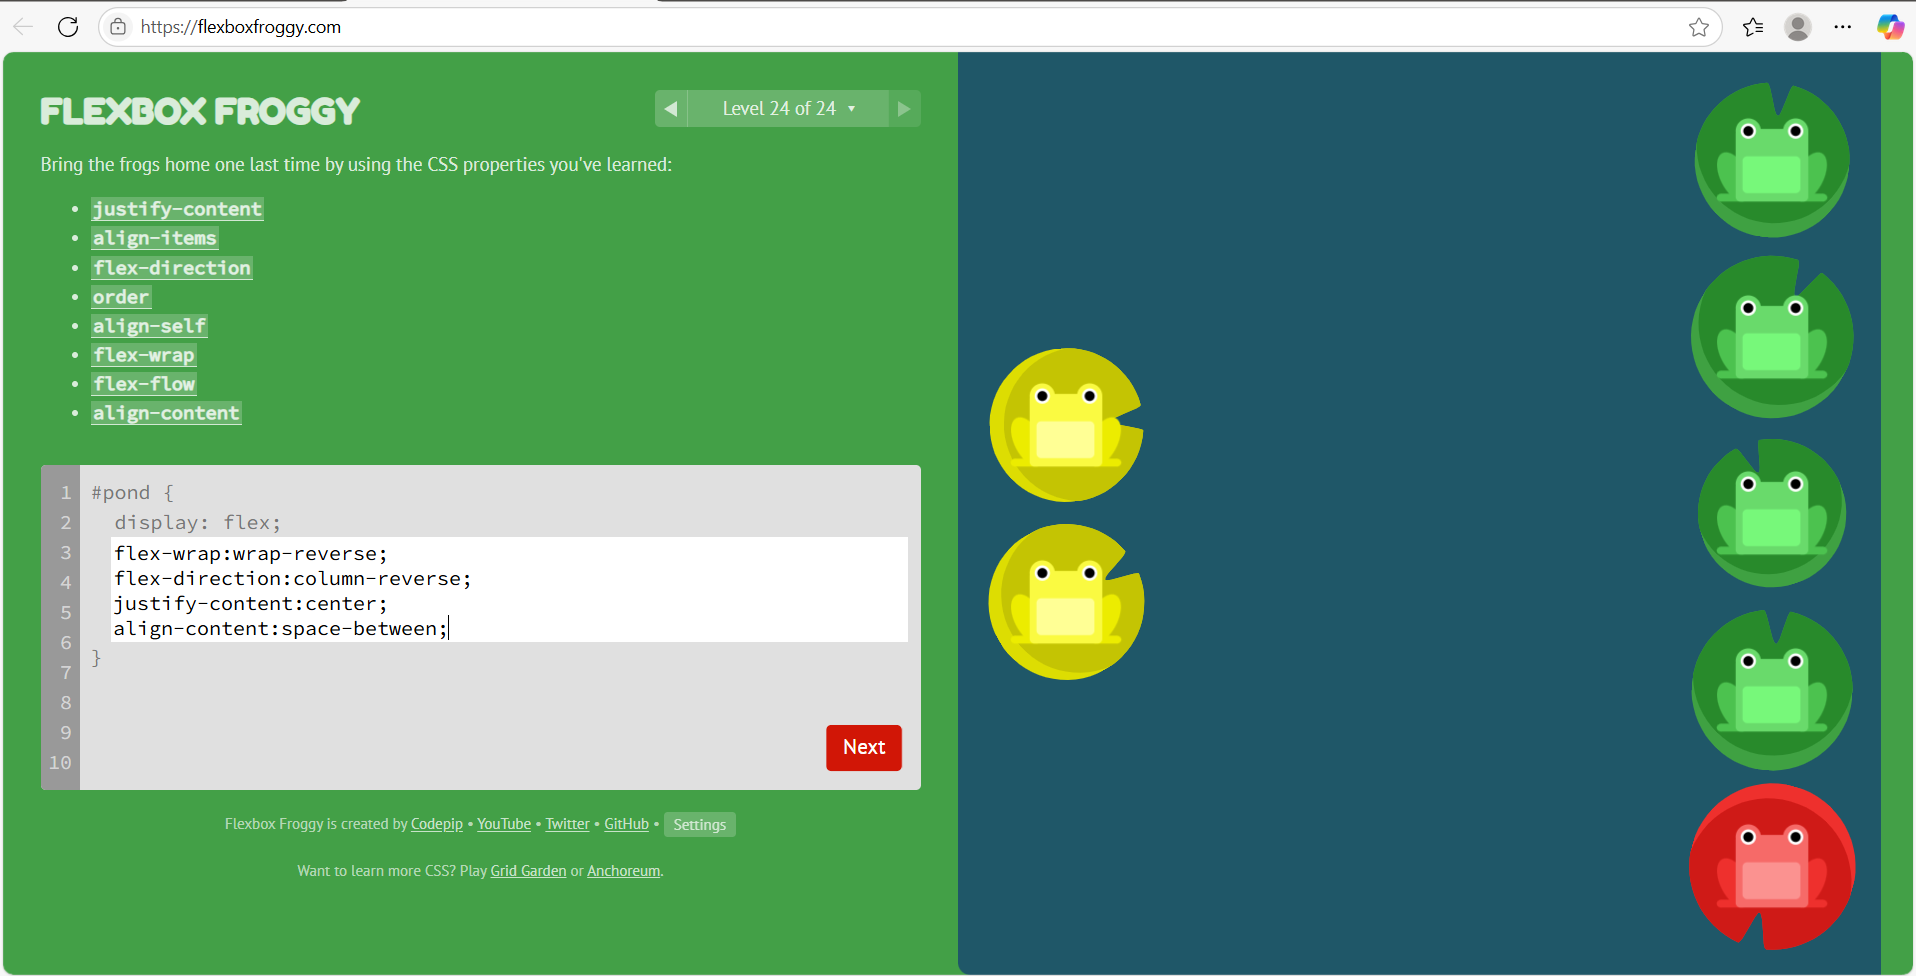 https://flexboxfroggy.com
FLEXBOX FROGGY
Level 24 of 24
Bring the frogs home one last time by using the CSS properties you've learned:
• justify-content
• align-items
• flex-direction
• order
• align-self
• flex-wrap
• flex-flow
• align-content
1 #pond {
2 display: flex;
3 flex-wrap:wrap-reverse;
4 flex-direction:column-reverse;
5 justify-content:center;
6 align-content:space-between;
7 }
8
9
10
Next
Flexbox Froggy is created by Codepip • YouTube • Twitter • GitHub • Settings
Want to learn more CSS? Play Grid Garden or Anchoreum.